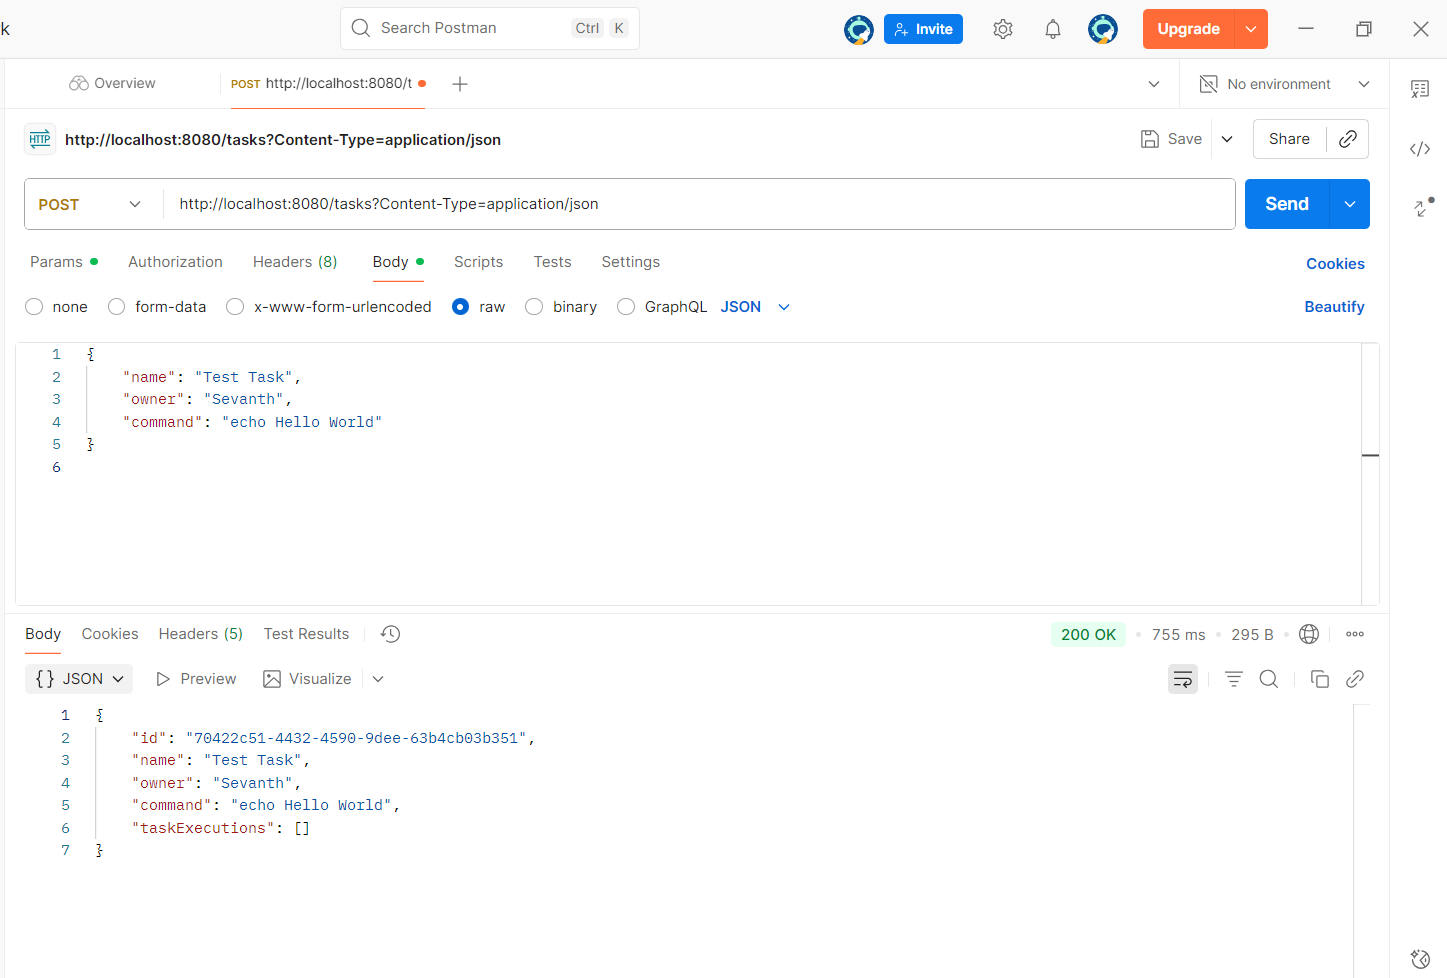 k
Search Postman Ctrl K Invite Upgrade
Overview POST http://localhost:8080/t No environment
HTTP http://localhost:8080/tasks?Content-Type=application/json Save Share
POST http://localhost:8080/tasks?Content-Type=application/json Send
Params Authorization Headers (8) Body Scripts Tests Settings Cookies
none form-data x-www-form-urlencoded raw binary GraphQL JSON Beautify
1 {
2 "name": "Test Task",
3 "owner": "Sevanth",
4 "command": "echo Hello World"
5 }
6
Body Cookies Headers (5) Test Results 200 OK 755 ms 295 B
{} JSON Preview Visualize
1 {
2 "id": "70422c51-4432-4590-9dee-63b4cb03b351",
3 "name": "Test Task",
4 "owner": "Sevanth",
5 "command": "echo Hello World",
6 "taskExecutions": []
7 }